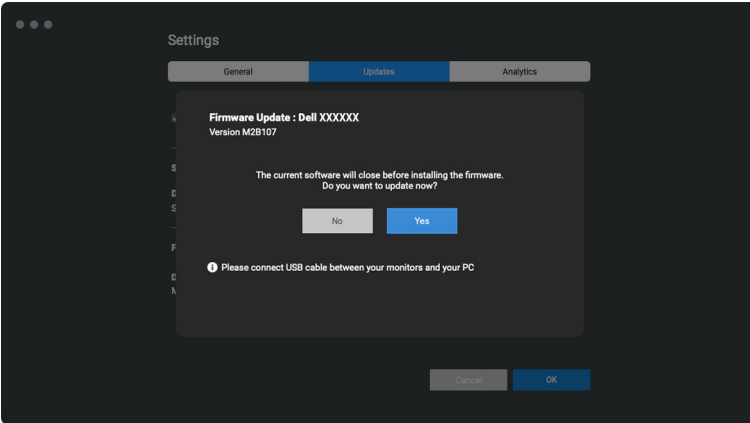 Settings
General Updates Analytics
Firmware Update : Dell XXXXXX
Version M2B107
The current software will close before installing the firmware.
Do you want to update now?
No Yes
Please connect USB cable between your monitors and your PC
Cancel OK